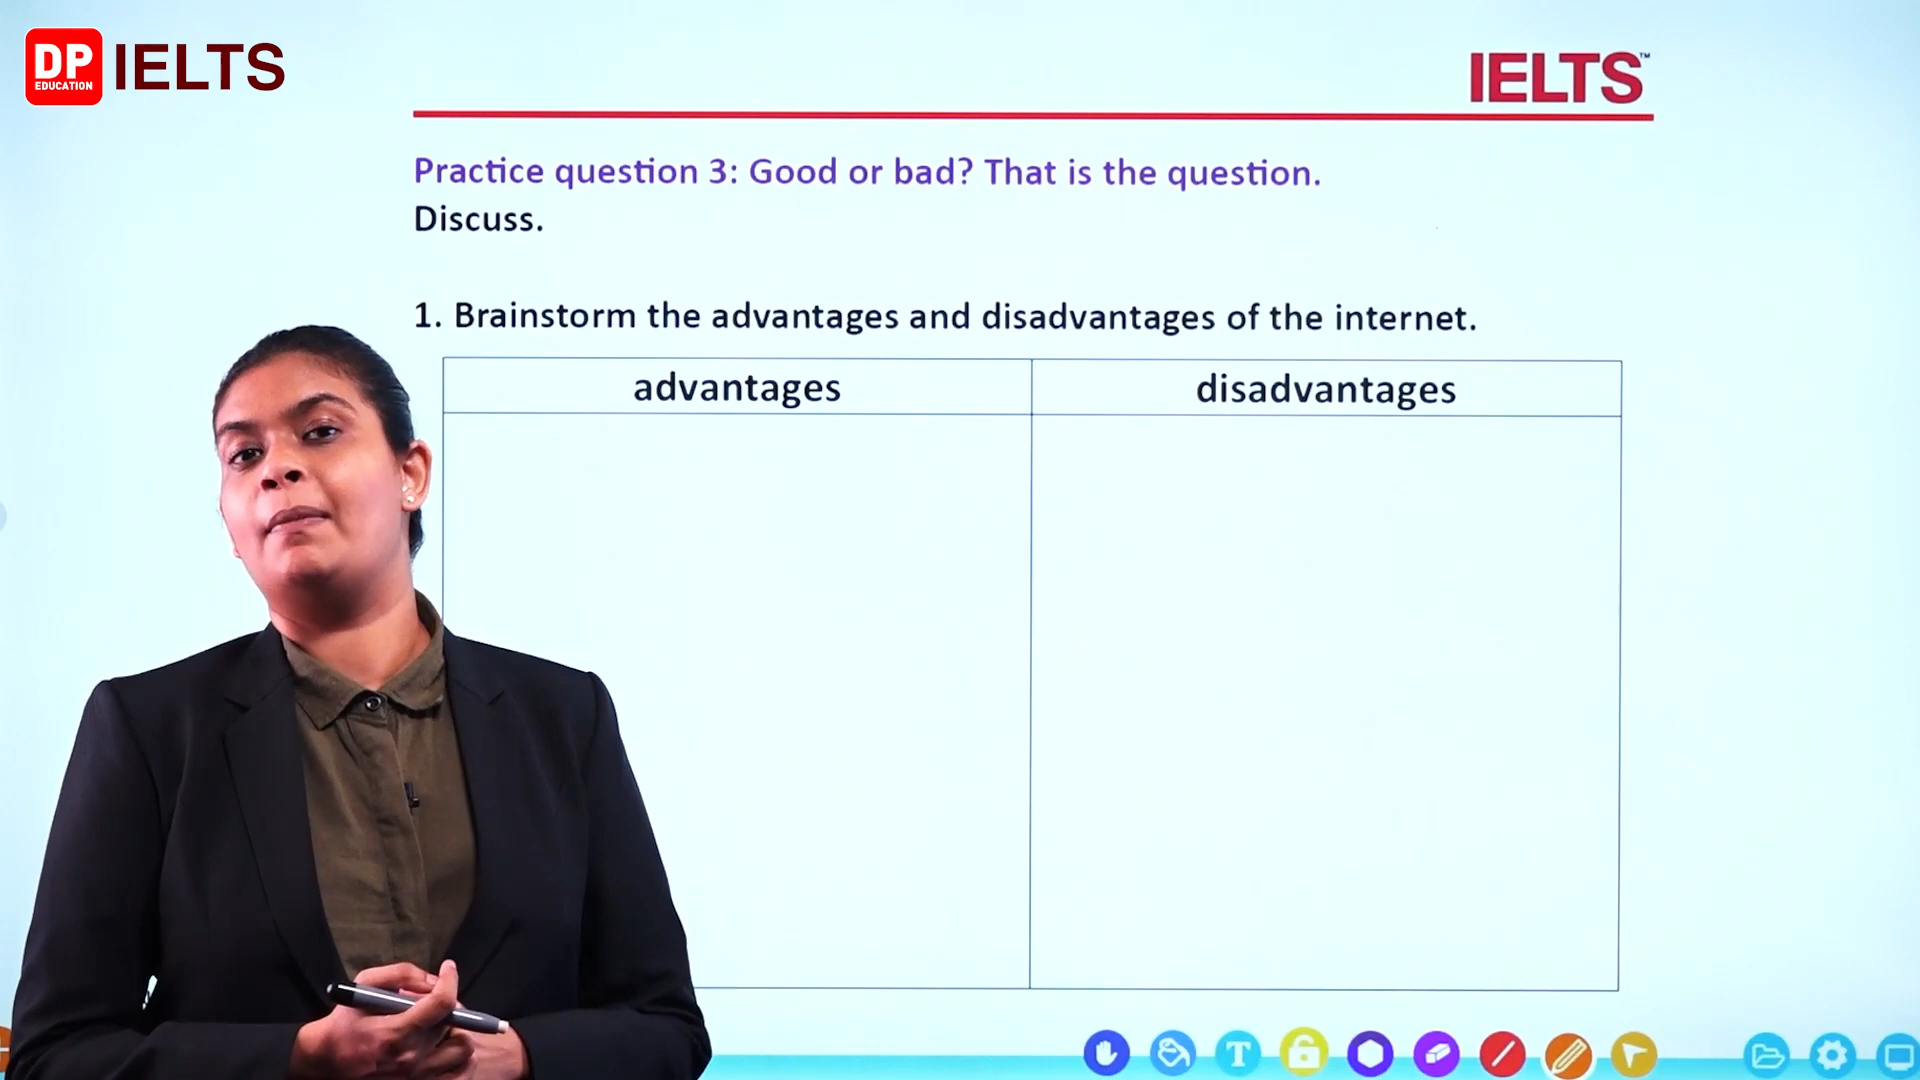 DP
EDUCATION
IELTS
IELTS™
Practice question 3: Good or bad? That is the question.
Discuss.
1. Brainstorm the advantages and disadvantages of the internet.
advantages
disadvantages
T